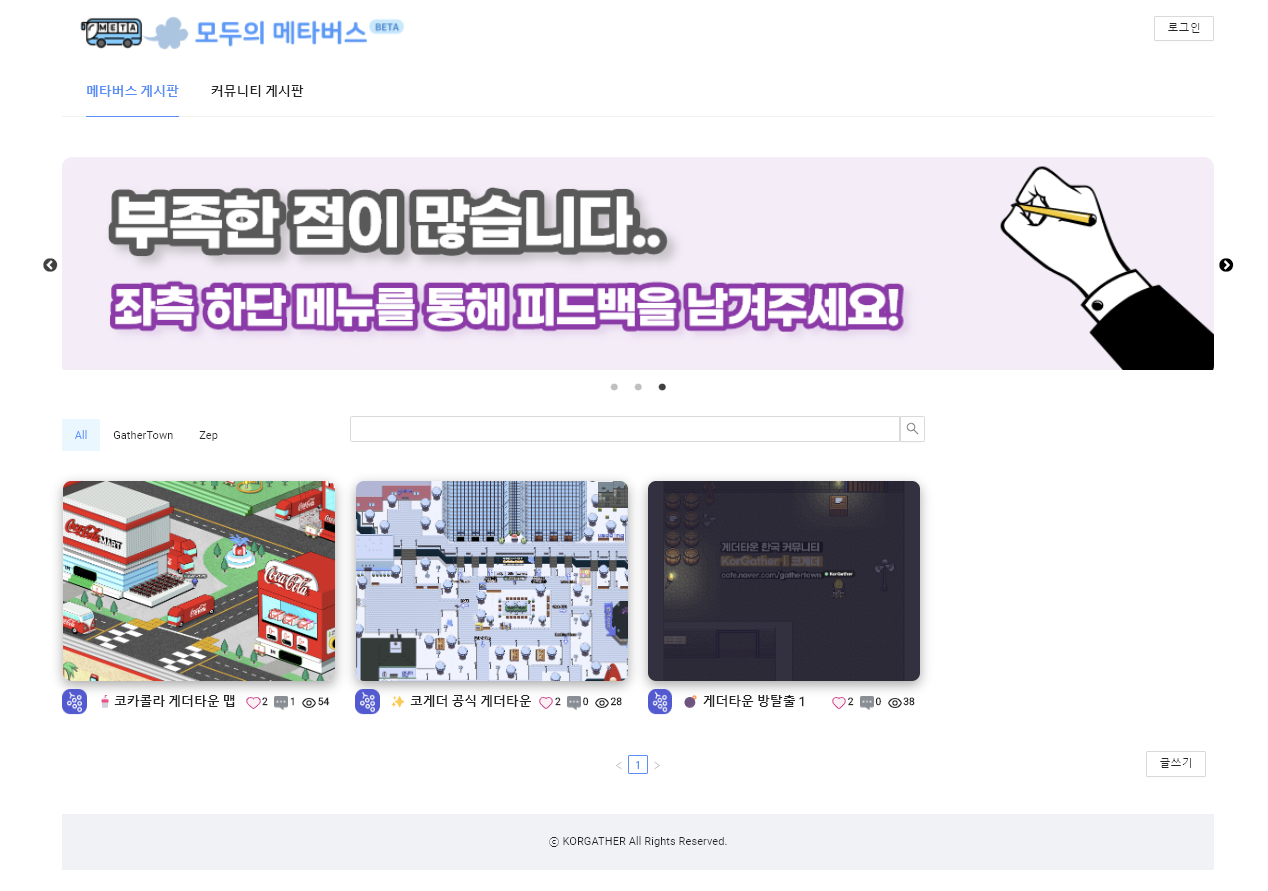 META 모두의 메타버스 BETA
로그인
메타버스 게시판 커뮤니티 게시판
부족한 점이 많습니다..
좌측 하단 메뉴를 통해 피드백을 남겨주세요!
All GatherTown Zep
Coca-Cola MART
Coca-Cola
게더타운 한국 커뮤니티
KorGather | 코게더
cafe.naver.com/gathertown KorGather
코카콜라 게더타운 맵 2 1 54
✨ 코게더 공식 게더타운 2 0 28
게더타운 방탈출 1 2 0 38
< 1 >
글쓰기
ⓒ KORGATHER All Rights Reserved.